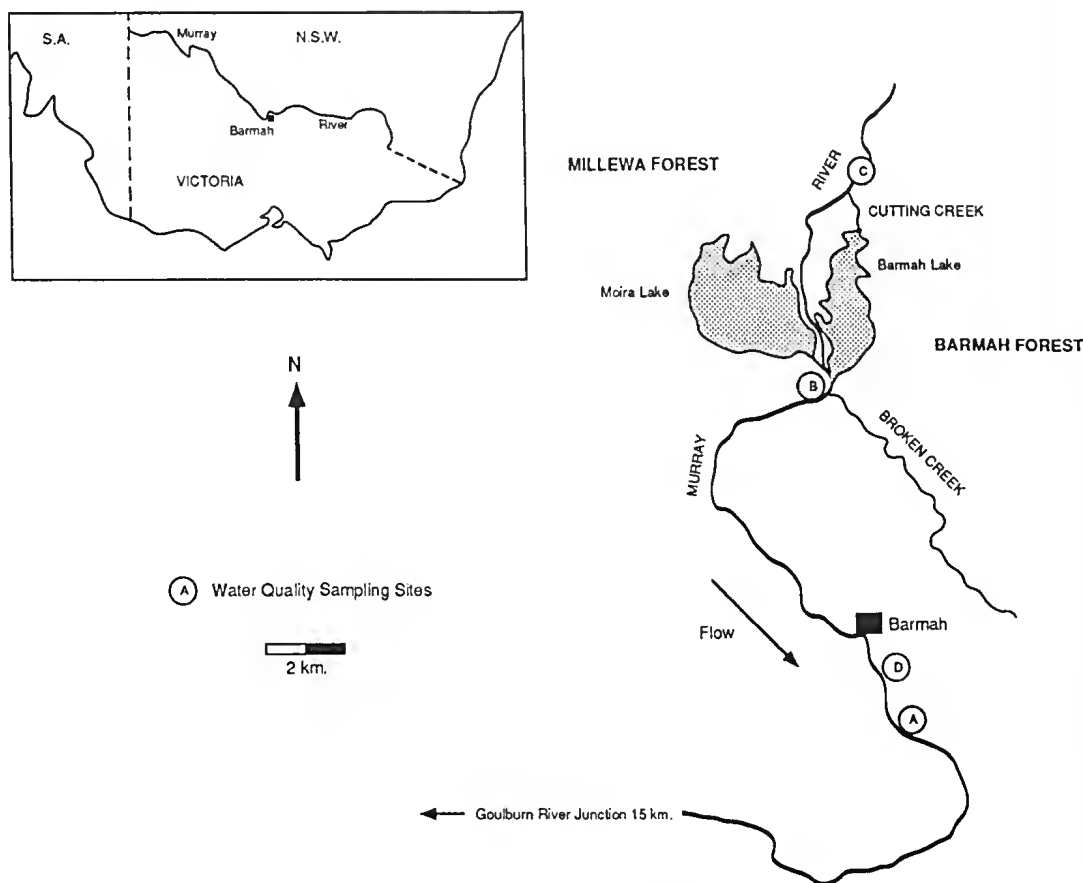 S.A.
Murray
N.S.W.
Barmah
River
VICTORIA
MILLEWA FOREST
RIVER
C
CUTTING CREEK
Barmah Lake
Moira Lake
BARMAH FOREST
N
B
MURRAY
BROKEN CREEK
A Water Quality Sampling Sites
2 km.
Flow
Barmah
D
A
Goulburn River Junction 15 km.